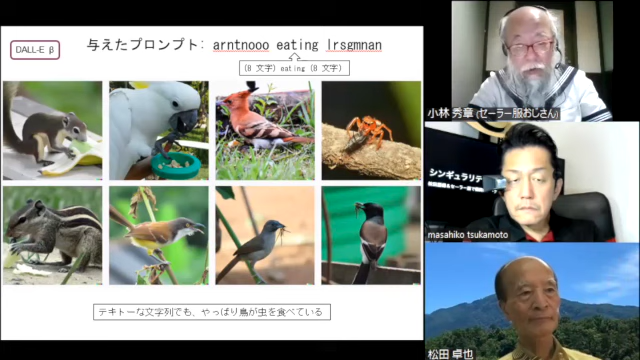 DALL-E β
与えたプロンプト: arntnooo eating lrsgmnan
(8 文字) eating (8 文字)
テキトーな文字列でも、やっぱり鳥が虫を食べている
小林 秀章 (セーラー服おじさん)
シンギュラリテ
masahiko tsukamoto
松田 卓也